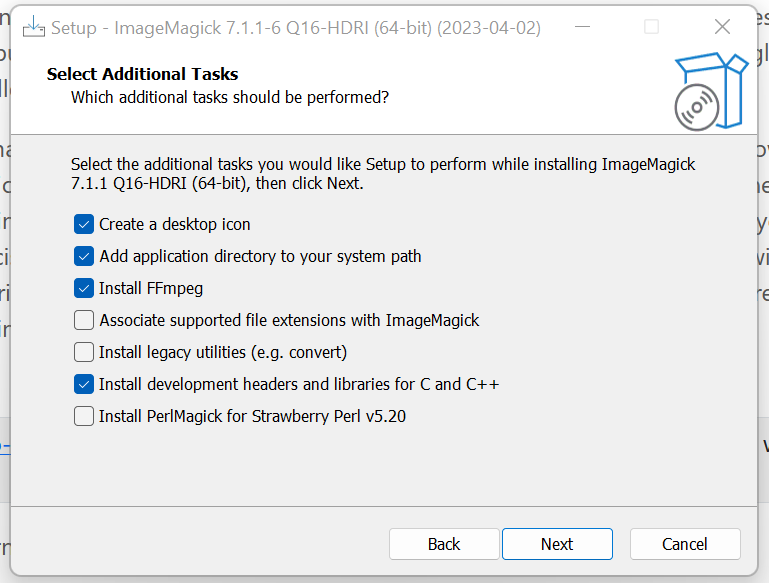 Setup - ImageMagick 7.1.1-6 Q16-HDRI (64-bit) (2023-04-02)
Select Additional Tasks
Which additional tasks should be performed?
Select the additional tasks you would like Setup to perform while installing ImageMagick
7.1.1 Q16-HDRI (64-bit), then click Next.
Create a desktop icon
Add application directory to your system path
Install FFmpeg
Associate supported file extensions with ImageMagick
Install legacy utilities (e.g. convert)
Install development headers and libraries for C and C++
Install PerlMagick for Strawberry Perl v5.20
Back Next Cancel